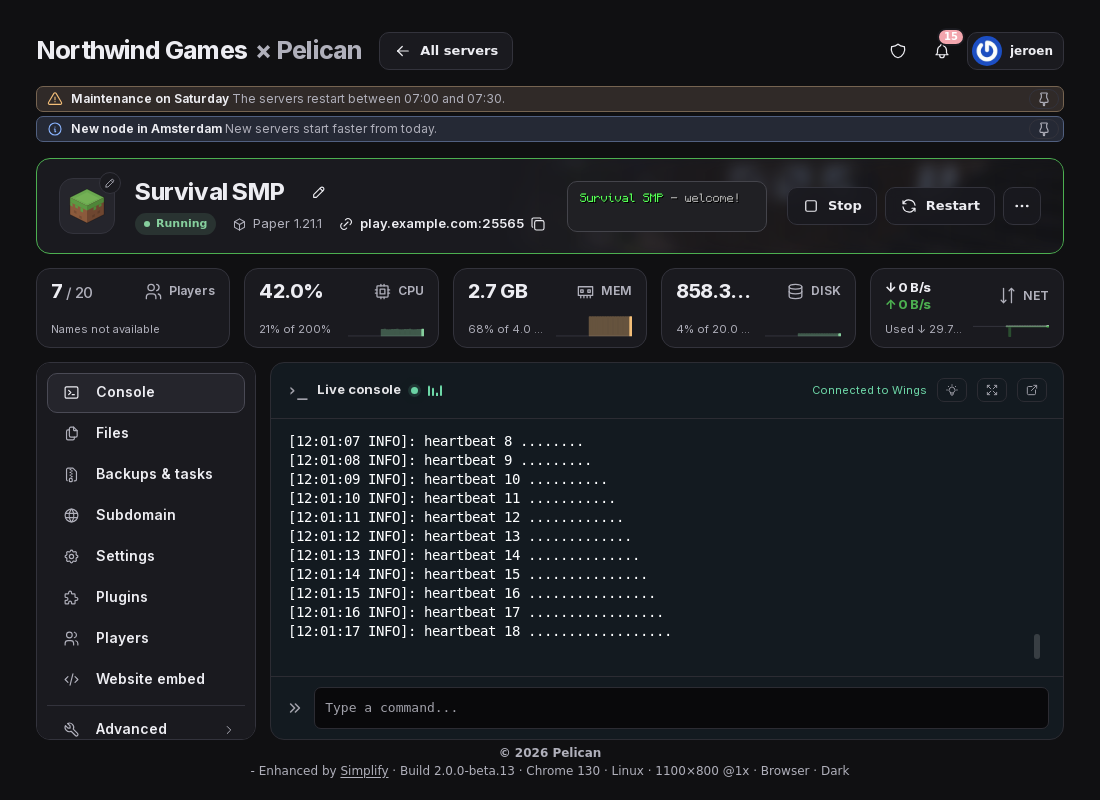 Northwind Games × Pelican
All servers
15
jeroen
Maintenance on Saturday The servers restart between 07:00 and 07:30.
New node in Amsterdam New servers start faster from today.
Survival SMP
Running
Paper 1.21.1
play.example.com:25565
Survival SMP - welcome!
Stop
Restart
7 / 20
Players
Names not available
42.0%
CPU
21% of 200%
2.7 GB
MEM
68% of 4.0 ...
858.3...
DISK
4% of 20.0 ...
↓ 0 B/s
↑ 0 B/s
NET
Used ↓ 29.7...
Console
Files
Backups & tasks
Subdomain
Settings
Plugins
Players
Website embed
Advanced
>_ Live console
Connected to Wings
[12:01:07 INFO]: heartbeat 8 ........
[12:01:08 INFO]: heartbeat 9 .........
[12:01:09 INFO]: heartbeat 10 ..........
[12:01:10 INFO]: heartbeat 11 ...........
[12:01:11 INFO]: heartbeat 12 ............
[12:01:12 INFO]: heartbeat 13 .............
[12:01:13 INFO]: heartbeat 14 ..............
[12:01:14 INFO]: heartbeat 15 ...............
[12:01:15 INFO]: heartbeat 16 ................
[12:01:16 INFO]: heartbeat 17 .................
[12:01:17 INFO]: heartbeat 18 ..................
Type a command...
© 2026 Pelican
- Enhanced by Simplify · Build 2.0.0-beta.13 · Chrome 130 · Linux · 1100×800 @1x · Browser · Dark